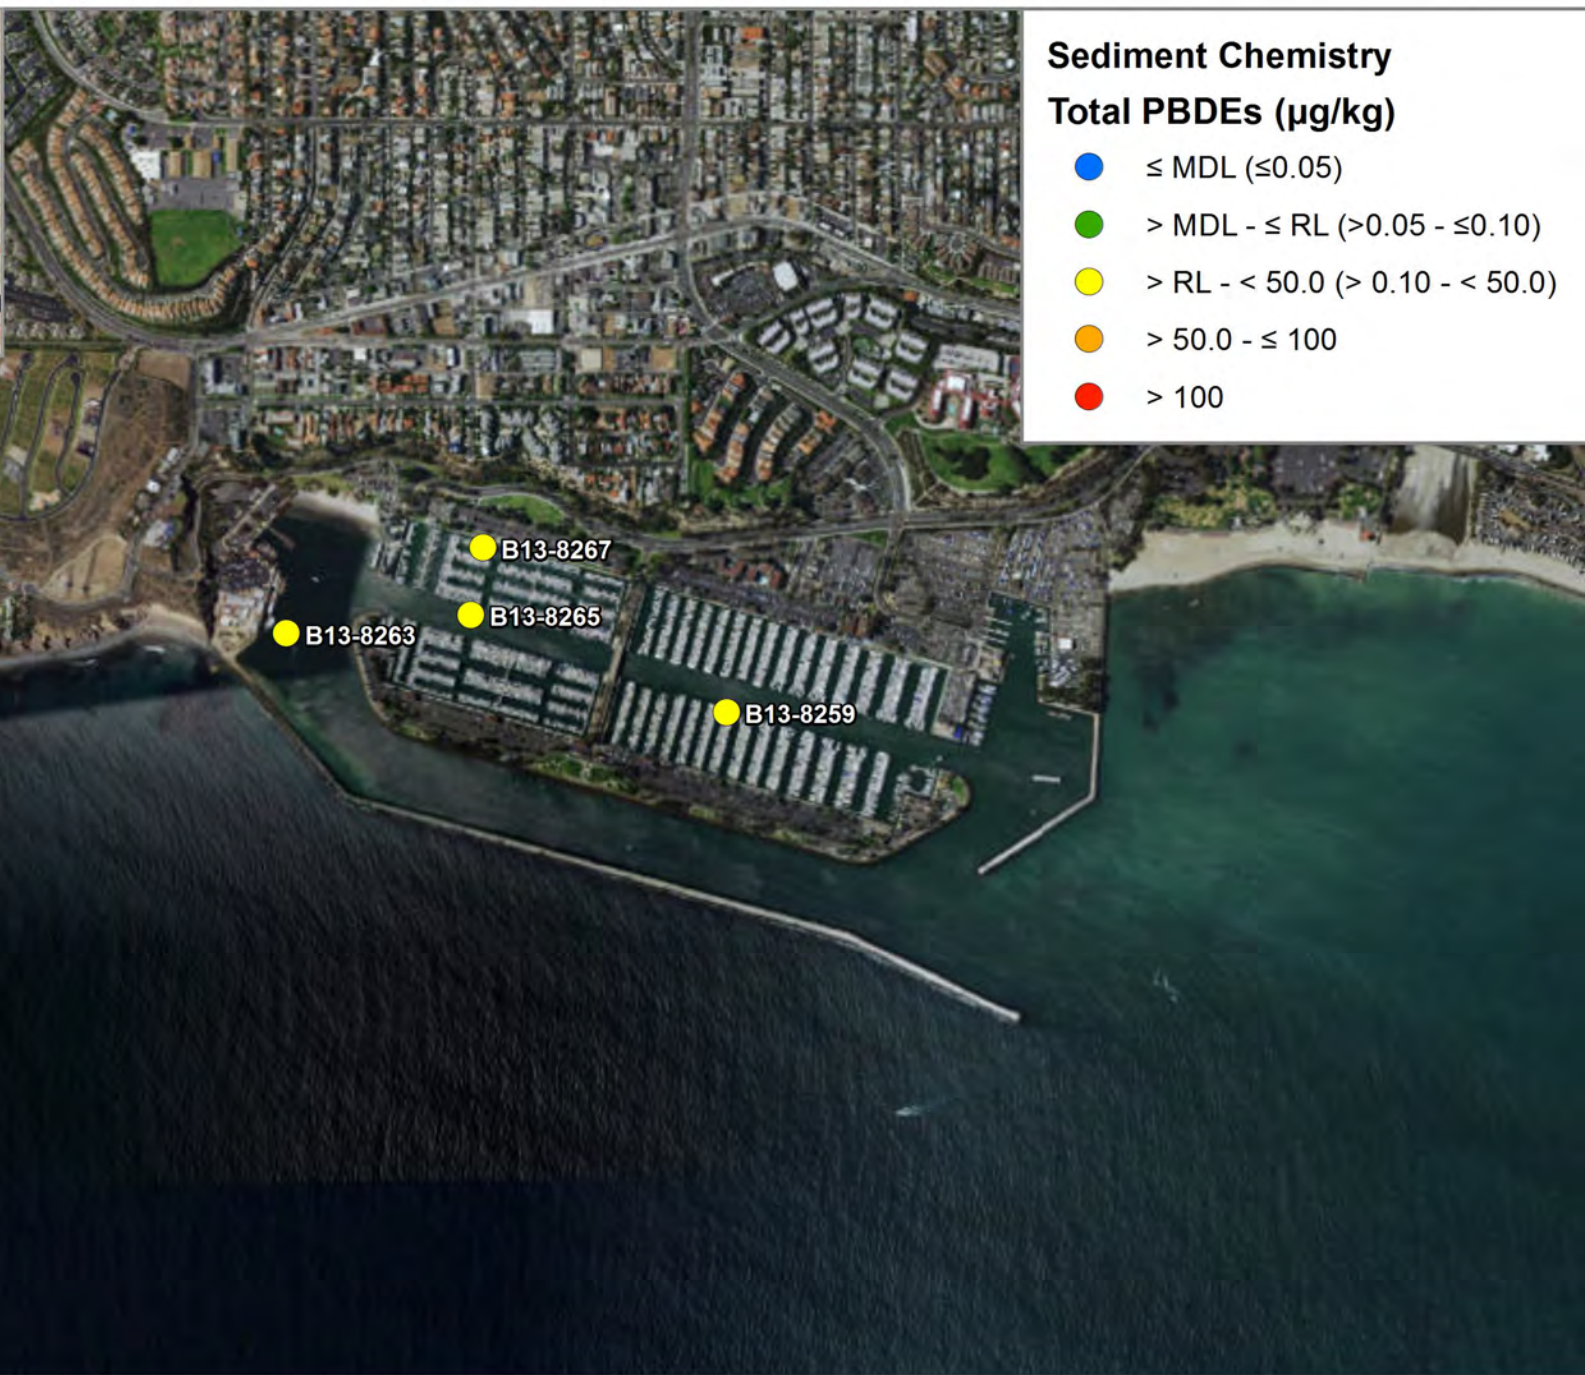 Sediment Chemistry
Total PBDEs (µg/kg)
≤ MDL (≤0.05)
> MDL - ≤ RL (>0.05 - ≤0.10)
> RL - < 50.0 (> 0.10 - < 50.0)
> 50.0 - ≤ 100
> 100
B13-8267
B13-8265
B13-8263
B13-8259